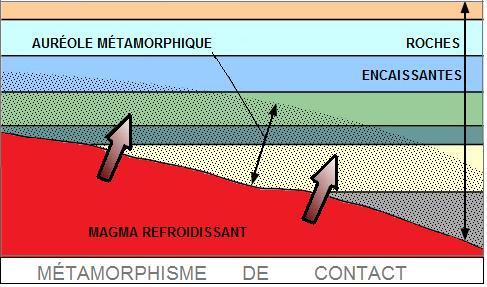 AURÉOLE MÉTAMORPHIQUE
ROCHES
ENCAISSANTES
MAGMA REFROIDISSANT
MÉTAMORPHISME DE CONTACT